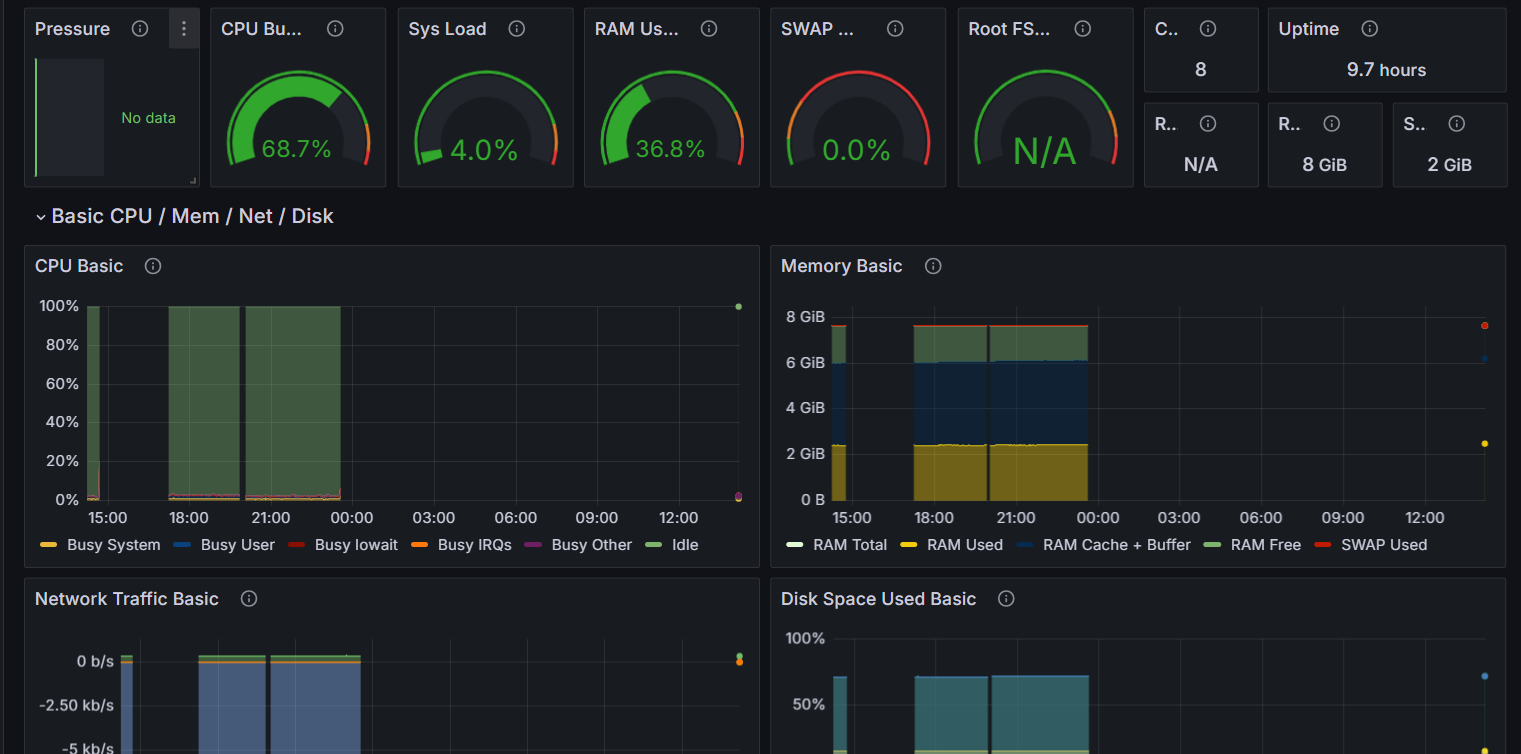 Pressure CPU Bu... Sys Load RAM Us... SWAP ... Root FS... C.. Uptime
8 9.7 hours
No data
R.. R.. S..
68.7% 4.0% 36.8% 0.0% N/A
N/A 8 GiB 2 GiB
Basic CPU / Mem / Net / Disk
CPU Basic
100%
80%
60%
40%
20%
0%
15:00 18:00 21:00 00:00 03:00 06:00 09:00 12:00
Busy System Busy User Busy Iowait Busy IRQs Busy Other Idle
Memory Basic
8 GiB
6 GiB
4 GiB
2 GiB
0 B
15:00 18:00 21:00 00:00 03:00 06:00 09:00 12:00
RAM Total RAM Used RAM Cache + Buffer RAM Free SWAP Used
Network Traffic Basic
0 b/s
-2.50 kb/s
-5 kb/s
Disk Space Used Basic
100%
50%